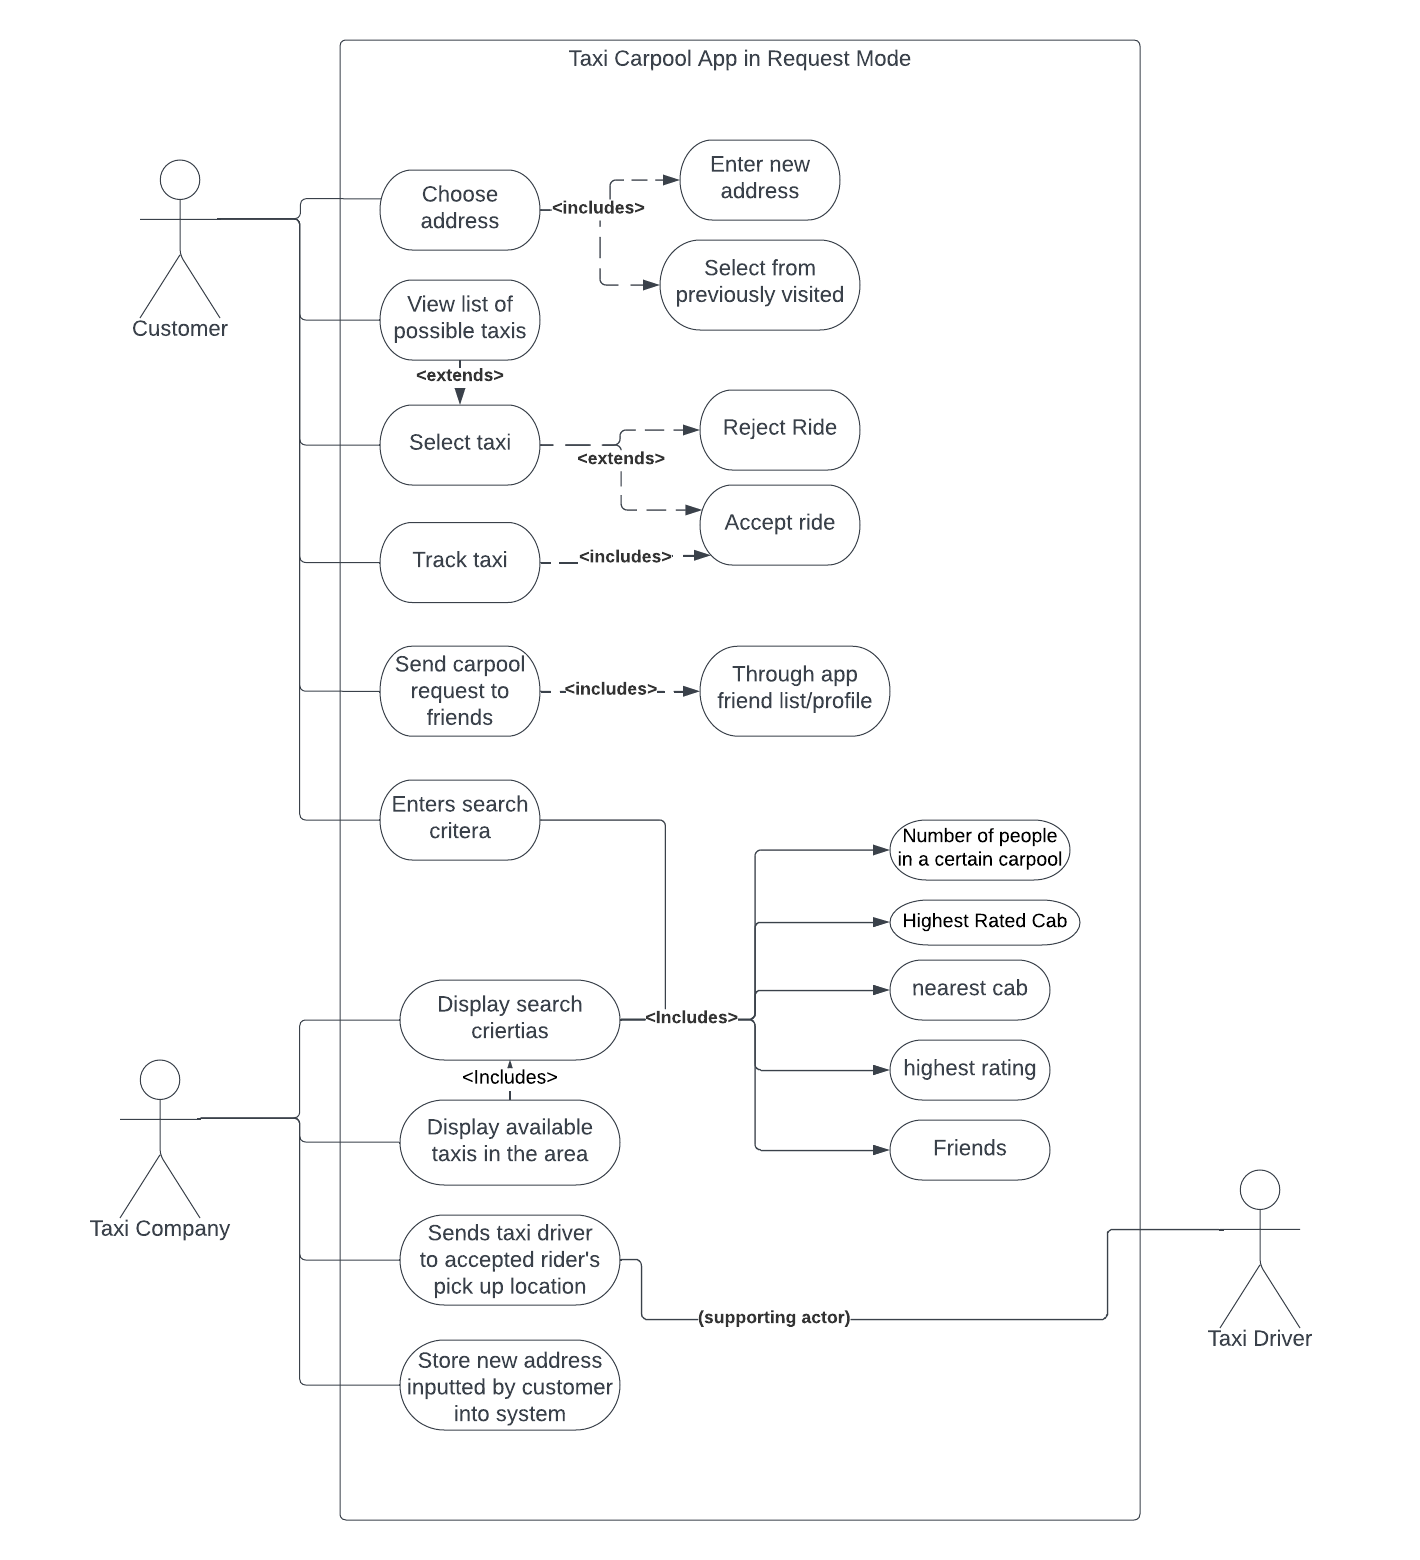 Taxi Carpool App in Request Mode
Customer
Choose
address
<includes>
Enter new
address
Select from
previously visited
View list of
possible taxis
<extends>
Select taxi
<extends>
Reject Ride
Accept ride
Track taxi
<includes>
Send carpool
request to
friends
<includes>
Through app
friend list/profile
Enters search
critera
Number of people
in a certain carpool
Highest Rated Cab
nearest cab
highest rating
Friends
Display search
criertias
<Includes>
<Includes>
Display available
taxis in the area
Taxi Company
Sends taxi driver
to accepted rider's
pick up location
(supporting actor)
Taxi Driver
Store new address
inputted by customer
into system